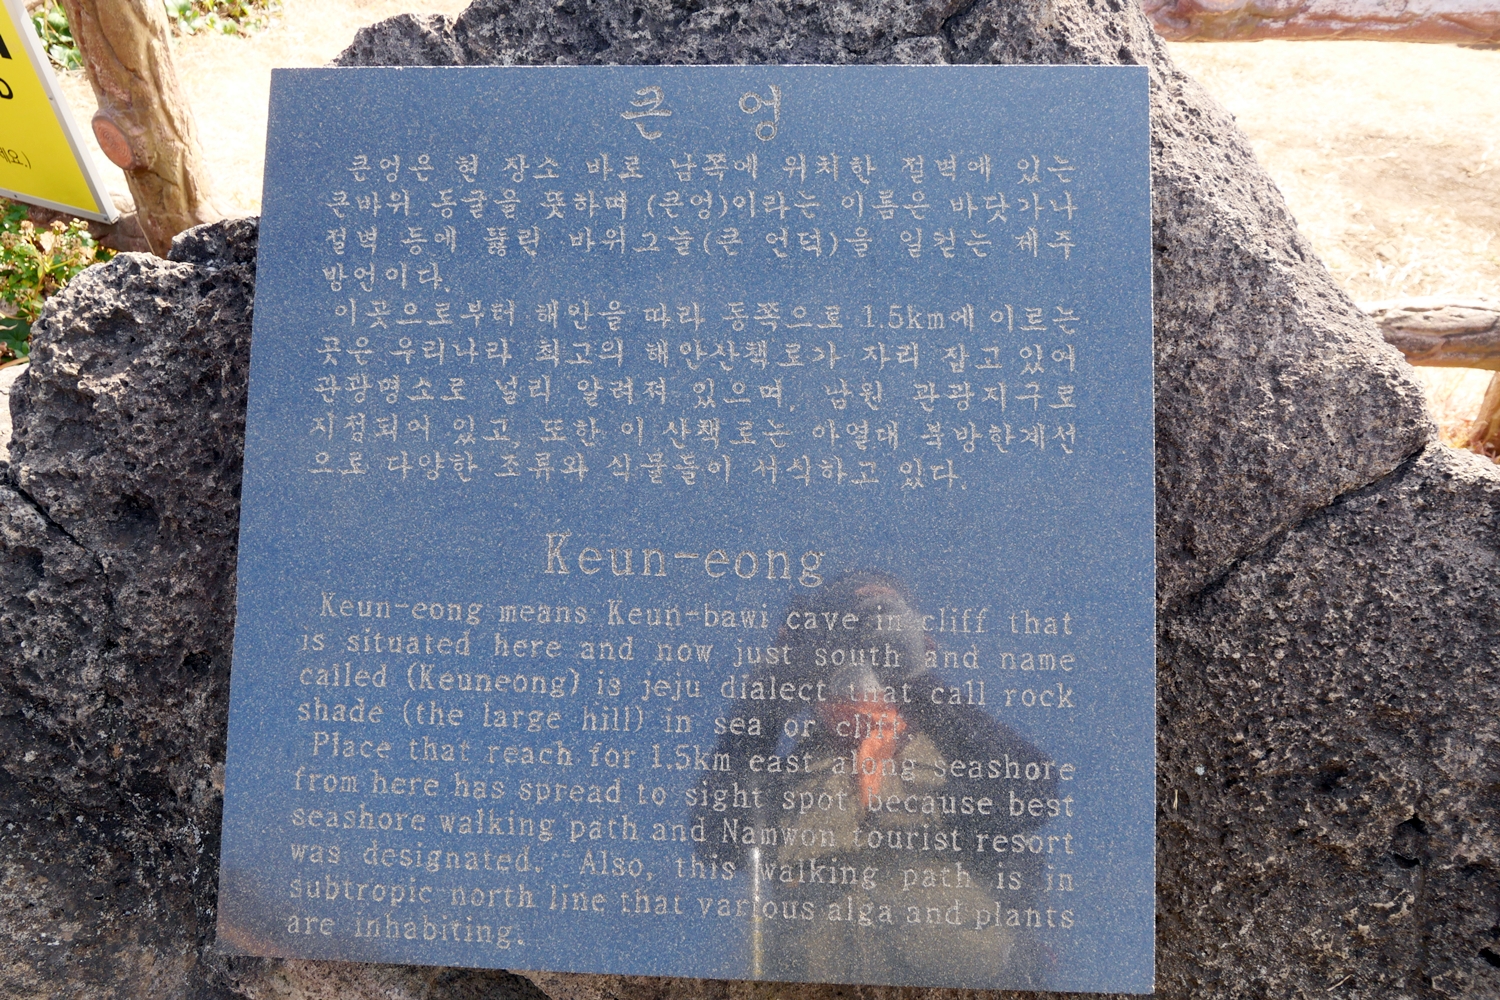 큰 엉
큰엉은 현 장소 바로 남쪽에 위치한 절벽에 있는
큰바위 동굴을 뜻하며 (큰엉)이라는 이름은 바닷가나
절벽 등에 뚫린 바위그늘(큰 언덕)을 일컫는 제주
방언이다.
이곳으로부터 해안을 따라 동쪽으로 1.5km에 이르는
곳은 우리나라 최고의 해안산책로가 자리 잡고 있어
관광명소로 널리 알려져 있으며, 남원 관광지구로
지정되어 있고, 또한 이 산책로는 아열대 북방한계선
으로 다양한 조류와 식물들이 서식하고 있다.
Keun-eong
Keun-eong means Keun-bawi cave in cliff that
is situated here and now just south and name
called (Keuneong) is jeju dialect that call rock
shade (the large hill) in sea or cliff.
Place that reach for 1.5km east along seashore
from here has spread to sight spot because best
seashore walking path and Namwon tourist resort
was designated. Also, this walking path is in
subtropic north line that various alga and plants
are inhabiting.